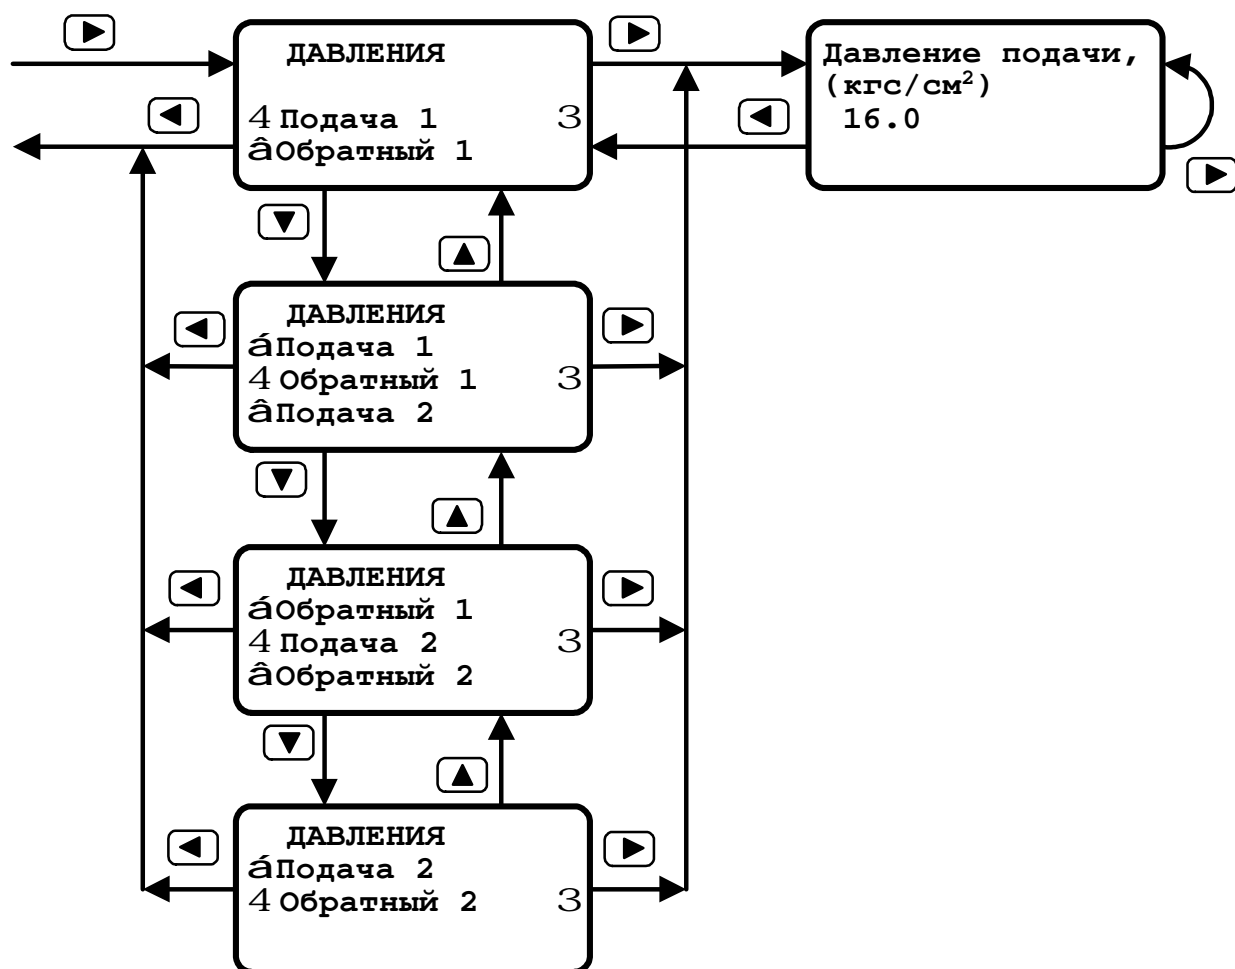 ДАВЛЕНИЯ
4 Подача 1 3
âОбратный 1
Давление подачи,
(кгс/см²)
16.0
ДАВЛЕНИЯ
áПодача 1
4 Обратный 1 3
âПодача 2
ДАВЛЕНИЯ
áОбратный 1
4 Подача 2 3
âОбратный 2
ДАВЛЕНИЯ
áПодача 2
4 Обратный 2 3